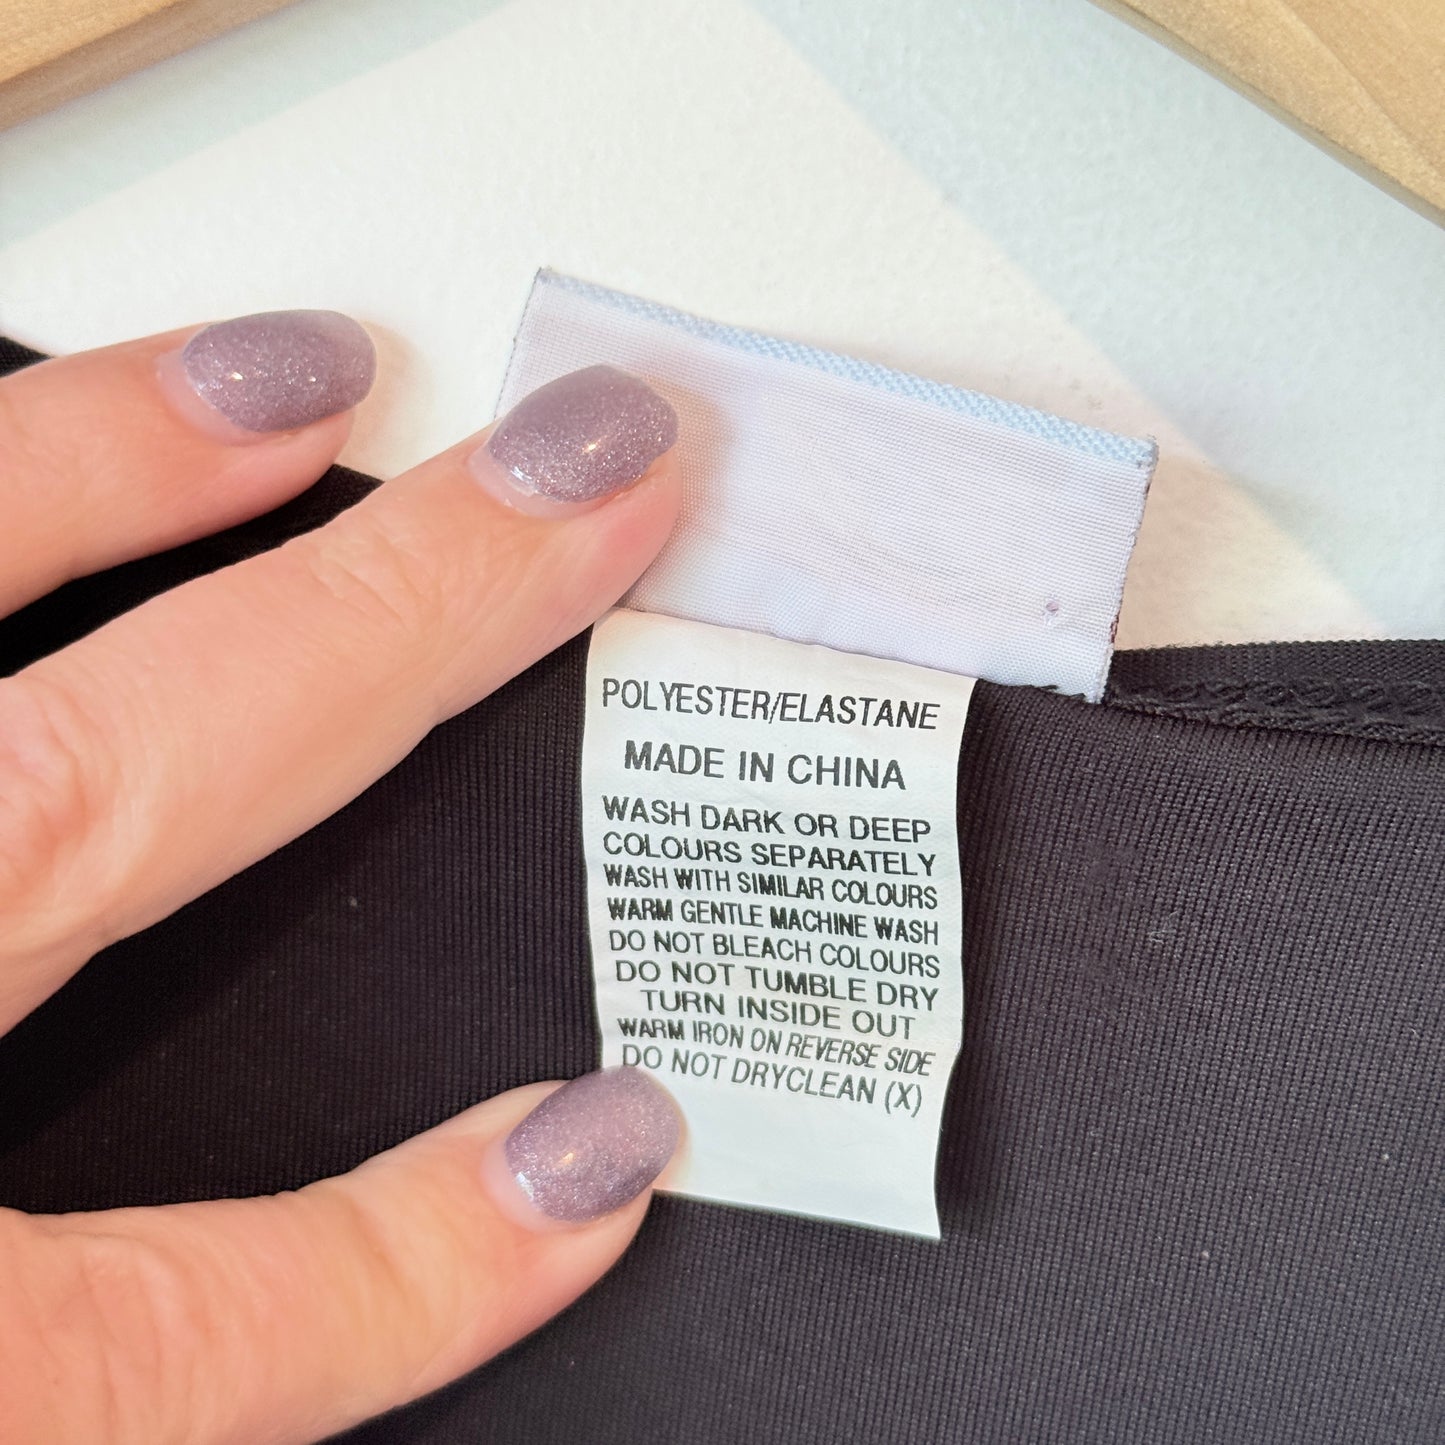 POLYESTER/ELASTANE
MADE IN CHINA
WASH DARK OR DEEP
COLOURS SEPARATELY
WASH WITH SIMILAR COLOURS
WARM GENTLE MACHINE WASH
DO NOT BLEACH COLOURS
DO NOT TUMBLE DRY
TURN INSIDE OUT
WARM IRON ON REVERSE SIDE
DO NOT DRYCLEAN (X)